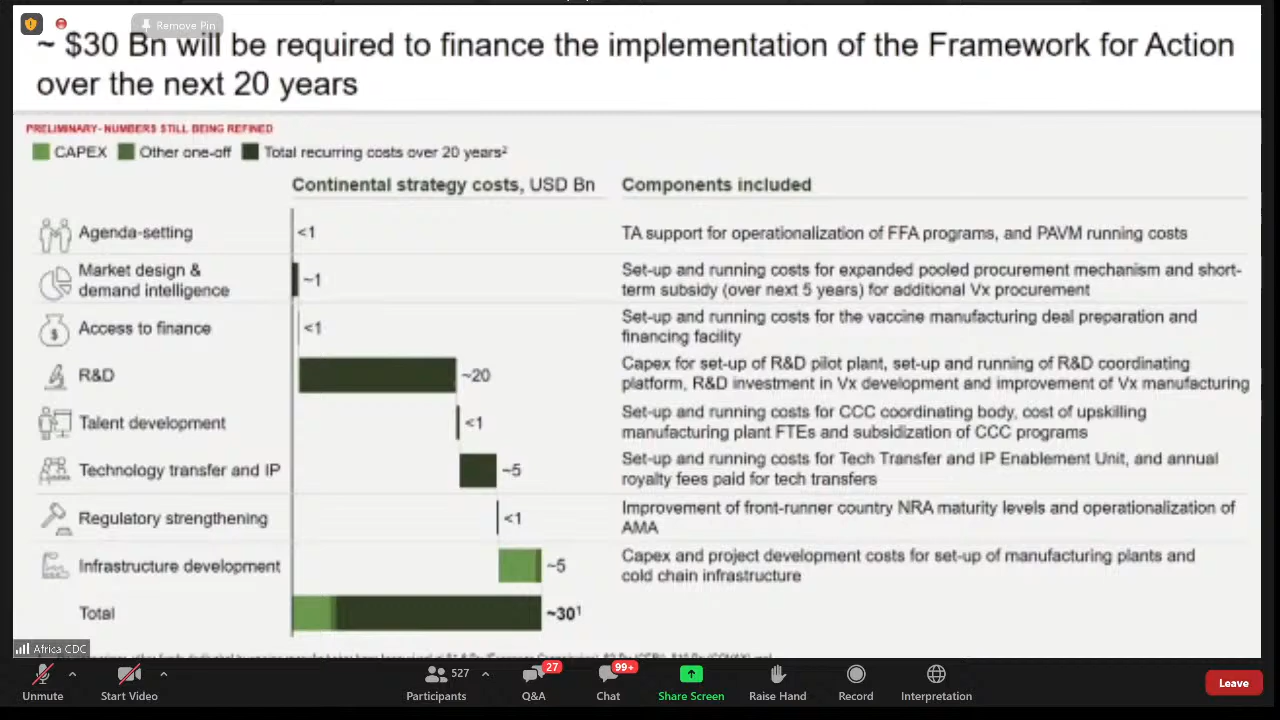 Remove Pin
~ $30 Bn will be required to finance the implementation of the Framework for Action
over the next 20 years
PRELIMINARY- NUMBERS STILL BEING REFINED
CAPEX Other one-off Total recurring costs over 20 years²
Continental strategy costs, USD Bn Components included
Agenda-setting <1 TA support for operationalization of FFA programs, and PAVM running costs
Market design &
demand intelligence
~1
Set-up and running costs for expanded pooled procurement mechanism and short-
term subsidy (over next 5 years) for additional Vx procurement
Access to finance <1
Set-up and running costs for the vaccine manufacturing deal preparation and
financing facility
R&D ~20
Capex for set-up of R&D pilot plant, set-up and running of R&D coordinating
platform, R&D investment in Vx development and improvement of Vx manufacturing
Talent development <1
Set-up and running costs for CCC coordinating body, cost of upskilling
manufacturing plant FTEs and subsidization of CCC programs
Technology transfer and IP ~5
Set-up and running costs for Tech Transfer and IP Enablement Unit, and annual
royalty fees paid for tech transfers
Regulatory strengthening <1
Improvement of front-runner country NRA maturity levels and operationalization of
AMA
Infrastructure development ~5
Capex and project development costs for set-up of manufacturing plants and
cold chain infrastructure
Total ~30¹
Africa CDC
527 27 99+
Unmute Start Video Participants Q&A Chat Share Screen Raise Hand Record Interpretation Leave